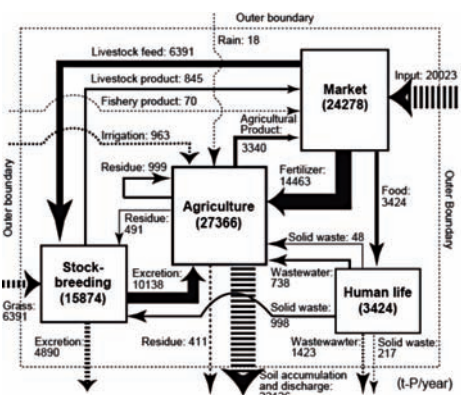 Outer boundary
Rain: 18
Livestock feed: 6391
Market
(24278)
Input: 20023
Livestock product: 845
Fishery product: 70
Agricultural
Product:
3340
Irrigation: 963
Outer boundary
Outer Boundary
Residue: 999
Fertilizer:
14463
Food:
3424
Agriculture
(27366)
Residue:
491
Solid waste: 48
Stock-
breeding
(15874)
Excretion:
10138
Wastewater:
738
Human life
(3424)
Grass:
6391
Solid waste:
998
Excretion:
4890
Residue: 411
Wastewawter:
1423
Solid waste:
217
Soil accumulation
and discharge:
(t-P/year)